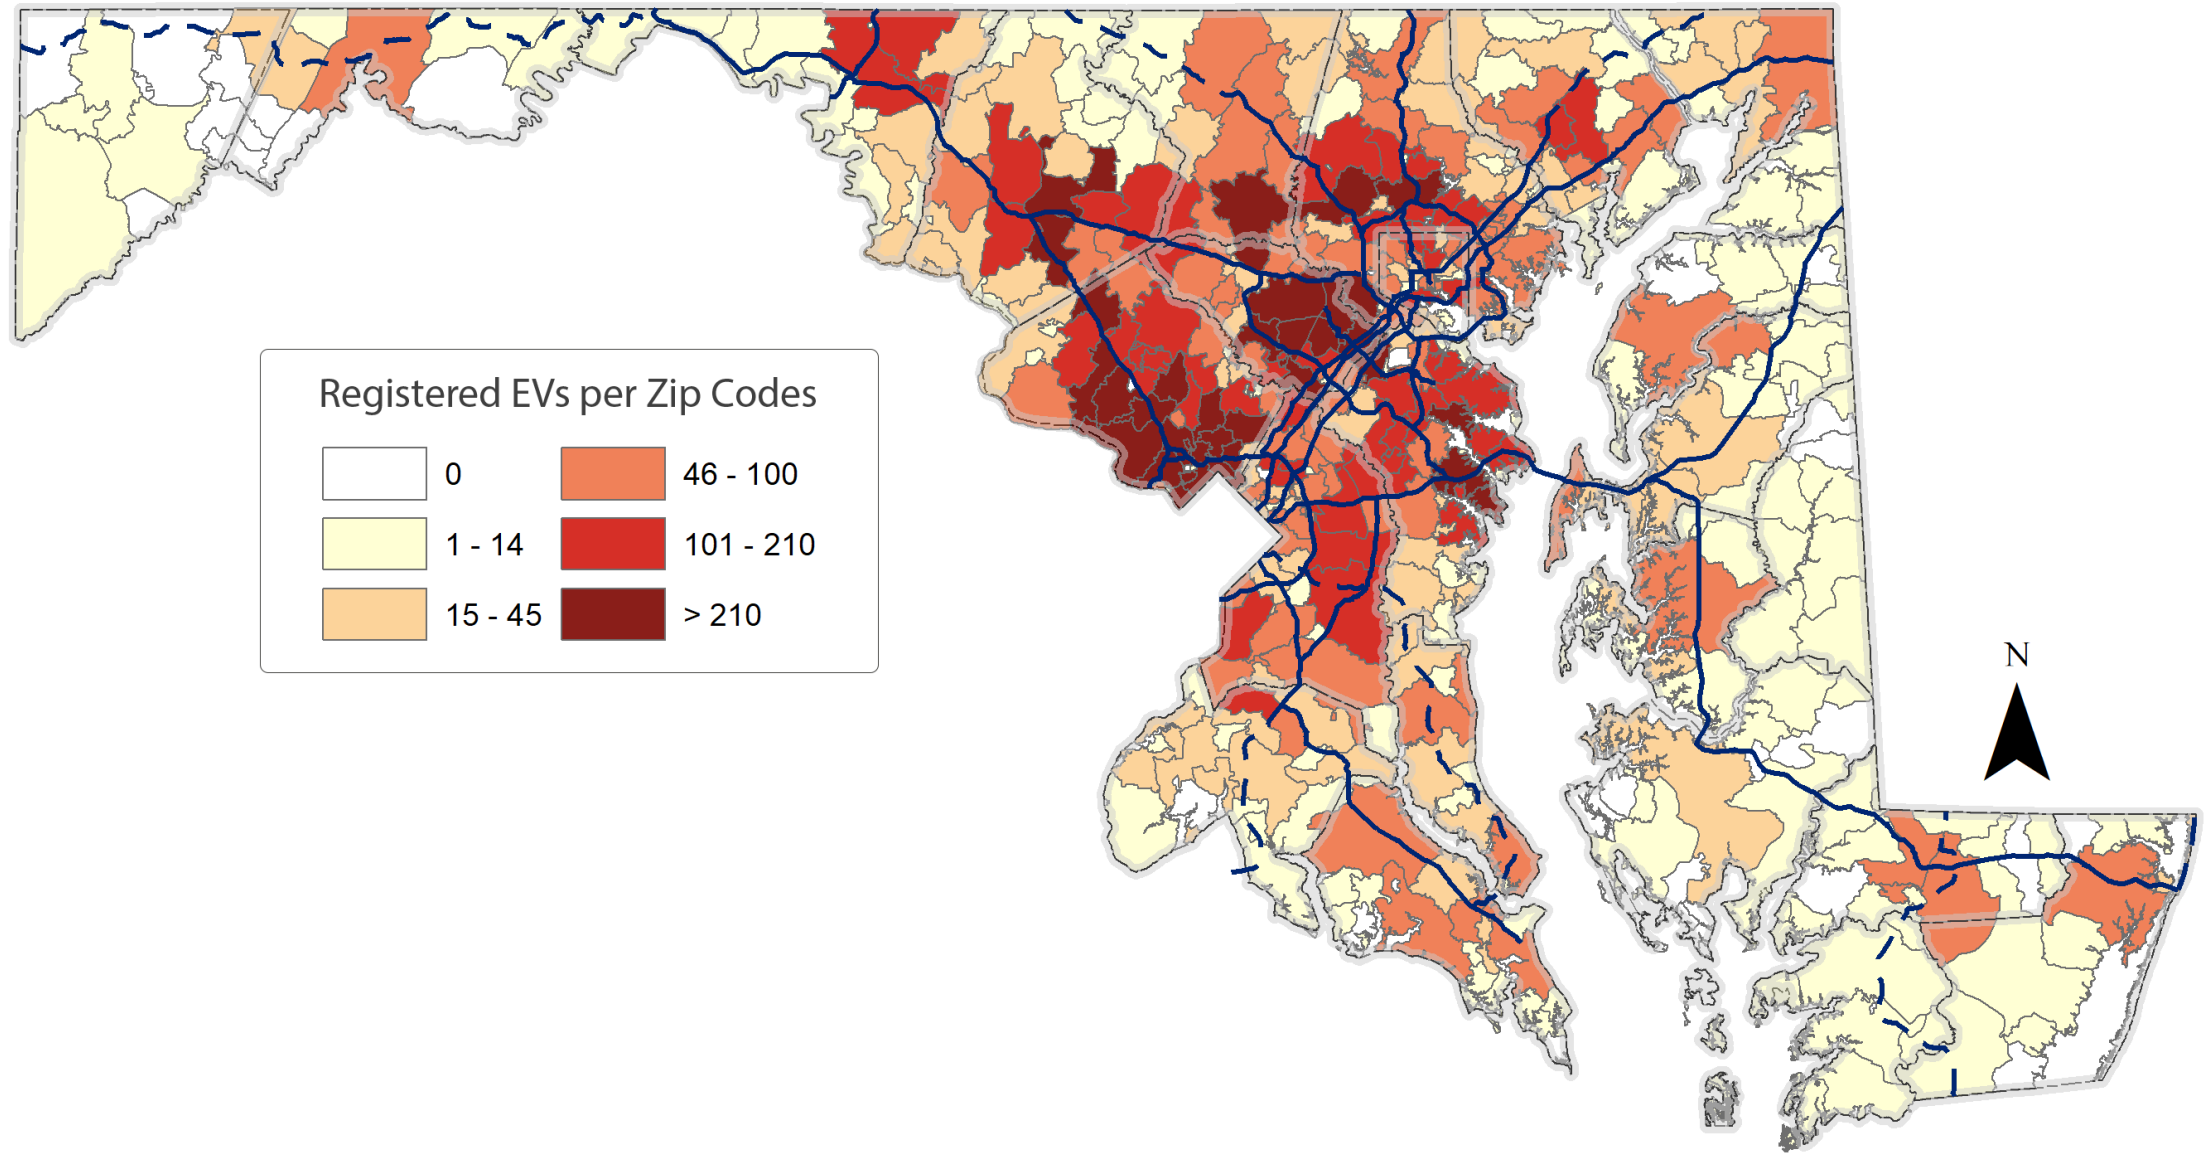 Registered EVs per Zip Codes
0
46 - 100
1 - 14
101 - 210
15 - 45
> 210
N